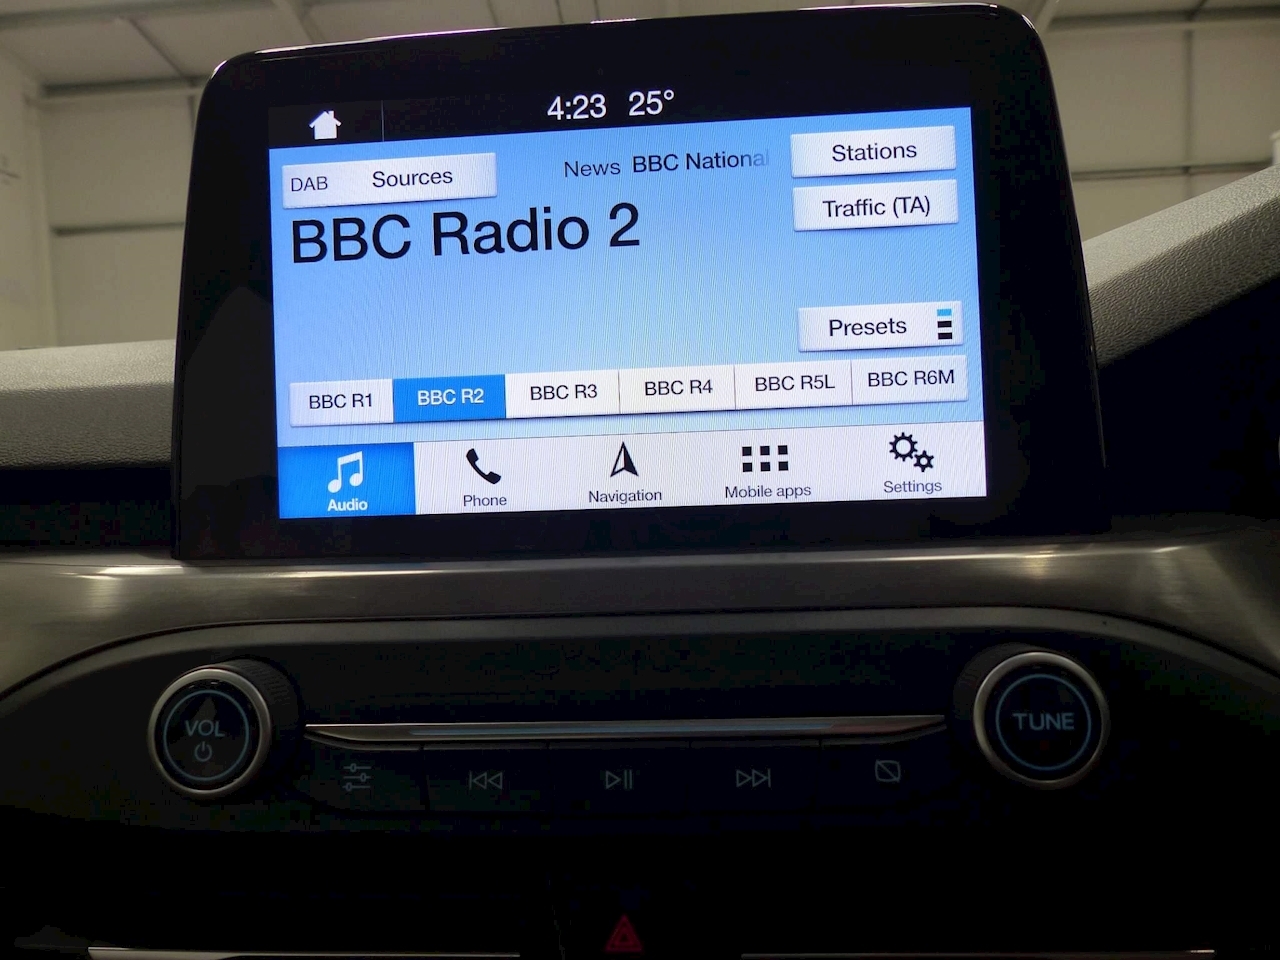 4:23 25°
DAB Sources
News BBC National
Stations
BBC Radio 2
Traffic (TA)
Presets
BBC R1 BBC R2 BBC R3 BBC R4 BBC R5L BBC R6M
Audio Phone Navigation Mobile apps Settings
VOL
TUNE